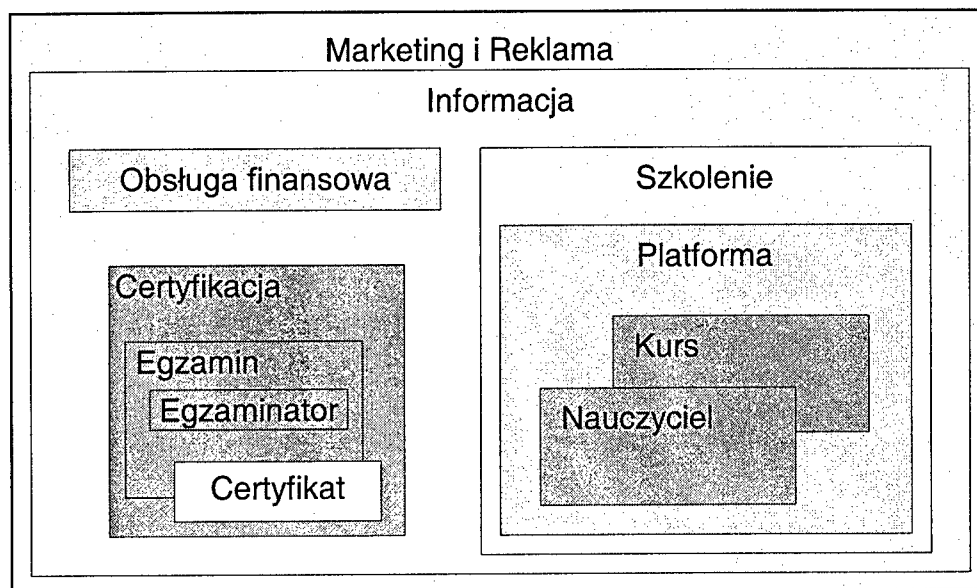 Marketing i Reklama
Informacja
Obsługa finansowa
Szkolenie
Platforma
Certyfikacja
Kurs
Egzamin
Egzaminator
Nauczyciel
Certyfikat